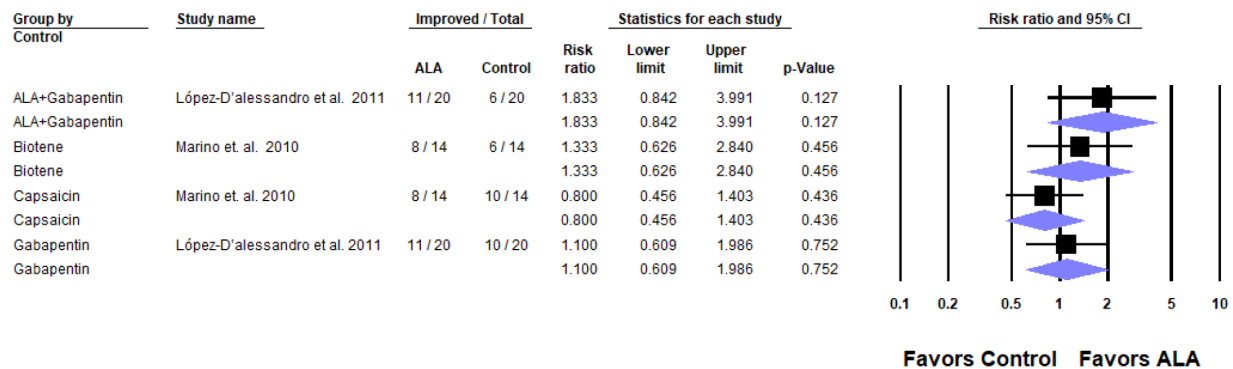 Group by Study name Improved / Total Statistics for each study Risk ratio and 95% CI
Control
Risk Lower Upper
ALA Control ratio limit limit p-Value
ALA+Gabapentin López-D'alessandro et al. 2011 11 / 20 6 / 20 1.833 0.842 3.991 0.127
ALA+Gabapentin 1.833 0.842 3.991 0.127
Biotene Marino et. al. 2010 8 / 14 6 / 14 1.333 0.626 2.840 0.456
Biotene 1.333 0.626 2.840 0.456
Capsaicin Marino et. al. 2010 8 / 14 10 / 14 0.800 0.456 1.403 0.436
Capsaicin 0.800 0.456 1.403 0.436
Gabapentin López-D'alessandro et al. 2011 11 / 20 10 / 20 1.100 0.609 1.986 0.752
Gabapentin 1.100 0.609 1.986 0.752
0.1 0.2 0.5 1 2 5 10
Favors Control Favors ALA